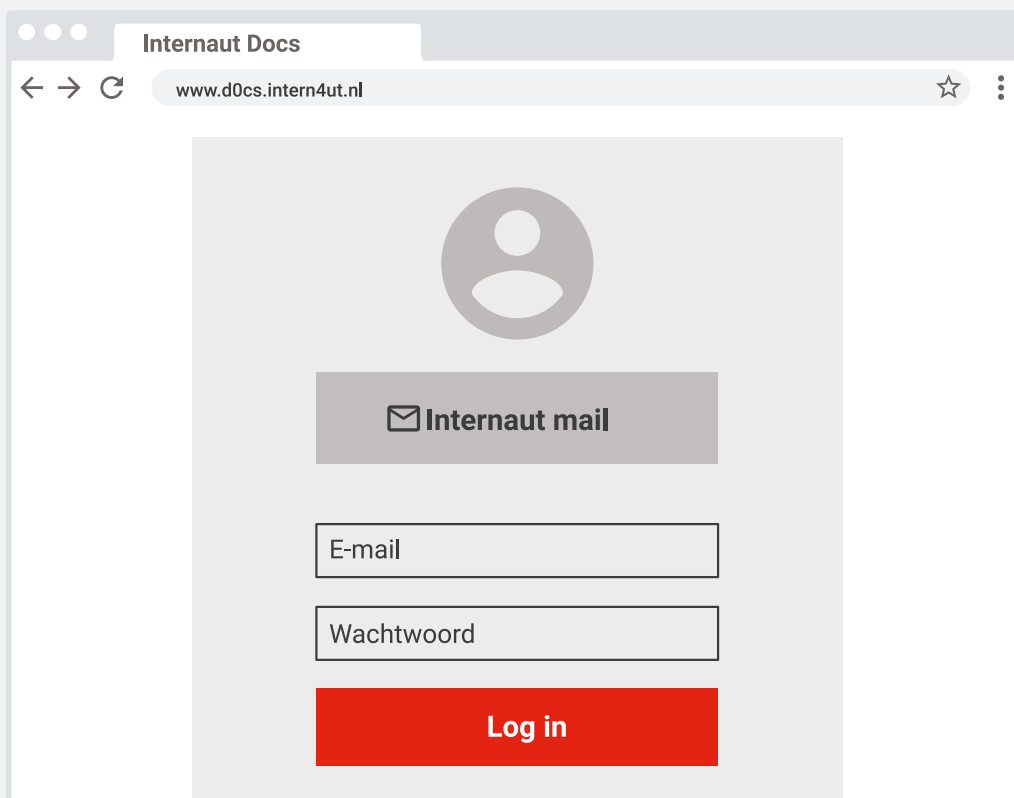 Internaut Docs
www.d0cs.intern4ut.nl
Internaut mail
E-mail
Wachtwoord
Log in